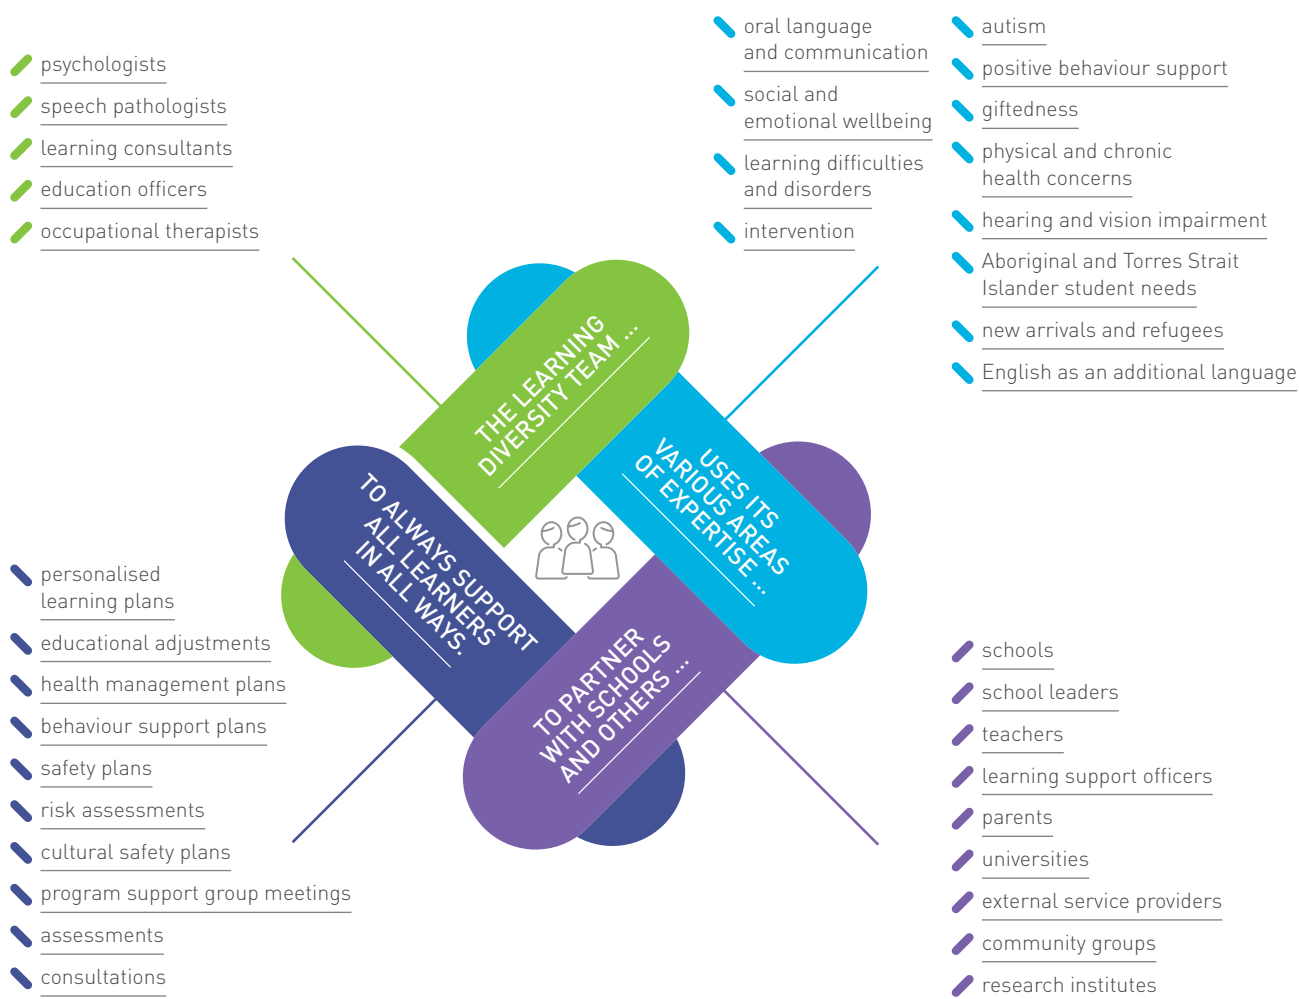 psychologists
speech pathologists
learning consultants
education officers
occupational therapists
oral language
and communication
social and
emotional wellbeing
learning difficulties
and disorders
intervention
autism
positive behaviour support
giftedness
physical and chronic
health concerns
hearing and vision impairment
Aboriginal and Torres Strait
Islander student needs
new arrivals and refugees
English as an additional language
THE LEARNING
DIVERSITY TEAM ...
USES ITS
VARIOUS AREAS
OF EXPERTISE ...
TO PARTNER
WITH SCHOOLS
AND OTHERS ...
TO ALWAYS SUPPORT
ALL LEARNERS
IN ALL WAYS.
personalised
learning plans
educational adjustments
health management plans
behaviour support plans
safety plans
risk assessments
cultural safety plans
program support group meetings
assessments
consultations
schools
school leaders
teachers
learning support officers
parents
universities
external service providers
community groups
research institutes